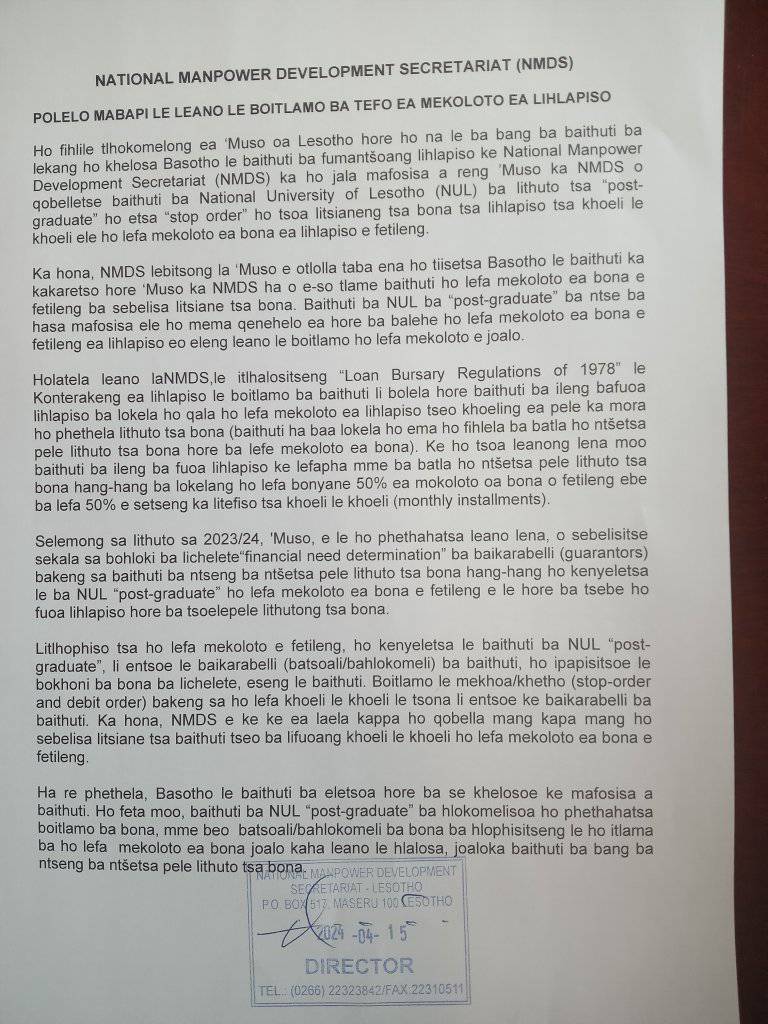 NATIONAL MANPOWER DEVELOPMENT SECRETARIAT (NMDS)
POLELO MABAPI LE LEANO LE BOITLAMO BA TEFO EA MEKOLOTO EA LIHLAPISO
Ho fihlile tlhokomelong ea ‘Muso oa Lesotho hore ho na le ba bang ba baithuti ba
lekang ho khelosa Basotho le baithuti ba fumantšoang lihlapiso ke National Manpower
Development Secretariat (NMDS) ka ho jala mafosisa a reng ’Muso ka NMDS o
qobelletse baithuti ba National University of Lesotho (NUL) ba lithuto tsa “post-
graduate” ho etsa “stop order” ho tsoa litsianeng tsa bona tsa lihlapiso tsa khoeli le
khoeli ele ho lefa mekoloto ea bona ea lihlapiso e fetileng.
Ka hona, NMDS lebitsong la ‘Muso e otlolla taba ena ho tiisetsa Basotho le baithuti ka
kakaretso hore ‘Muso ka NMDS ha o e-so tlame baithuti ho lefa mekoloto ea bona e
fetileng ba sebelisa litsiane tsa bona. Baithuti ba NUL ba “post-graduate” ba ntse ba
hasa mafosisa ele ho mema qenehelo ea hore ba balehe ho lefa mekoloto ea bona e
fetileng ea lihlapiso eo eleng leano le boitlamo ho lefa mekoloto e joalo.
Holatela leano laNMDS,le itlhalositseng “Loan Bursary Regulations of 1978” le
Konterakeng ea lihlapiso le boitlamo ba baithuti li bolela hore baithuti ba ileng bafuoa
lihlapiso ba lokela ho qala ho lefa mekoloto ea lihlapiso tseo khoeling ea pele ka mora
ho phethela lithuto tsa bona (baithuti ha baa lokela ho ema ho fihlela ba batla ho ntšetsa
pele lithuto tsa bona hore ba lefe mekoloto ea bona). Ke ho tsoa leanong lena moo
baithuti ba ileng ba fuoa lihlapiso ke lefapha mme ba batla ho ntšetsa pele lithuto tsa
bona hang-hang ba lokelang ho lefa bonyane 50% ea mokoloto oa bona o fetileng ebe
ba lefa 50% e setseng ka litefiso tsa khoeli le khoeli (monthly installments).
Selemong sa lithuto sa 2023/24, 'Muso, e le ho phethahatsa leano lena, o sebelisitse
sekala sa bohloki ba lichelete“financial need determination” ba baikarabelli (guarantors)
bakeng sa baithuti ba ntseng ba ntšetsa pele lithuto tsa bona hang-hang ho kenyeletsa
le ba NUL “post-graduate” ho lefa mekoloto ea bona e fetileng e le hore ba tsebe ho
fuoa lihlapiso hore ba tsoelepele lithutong tsa bona.
Litlhophiso tsa ho lefa mekoloto e fetileng, ho kenyeletsa le baithuti ba NUL “post-
graduate”, li entsoe le baikarabelli (batsoali/bahlokomeli) ba baithuti, ho ipapisitsoe le
bokhoni ba bona ba lichelete, eseng le baithuti. Boitlamo le mekhoa/khetho (stop-order
and debit order) bakeng sa ho lefa khoeli le khoeli le tsona li entsoe ke baikarabelli ba
baithuti. Ka hona, NMDS e ke ke ea laela kappa ho qobella mang kapa mang ho
sebelisa litsiane tsa baithuti tseo ba lifuoang khoeli le khoeli ho lefa mekoloto ea bona e
fetileng.
Ha re phethela, Basotho le baithuti ba eletsoa hore ba se khelosoe ke mafosisa a
baithuti. Ho feta moo, baithuti ba NUL “post-graduate” ba hlokomelisoa ho phethahatsa
boitlamo ba bona, mme beo batsoali/bahlokomeli ba bona ba hlophisitseng le ho itlama
ba ho lefa mekoloto ea bona joalo kaha leano le hlalosa, joaloka baithuti ba bang ba
ntseng ba ntšetsa pele lithuto tsa bona.
NATIONAL MANPOWER DEVELOPMENT
SECRETARIAT - LESOTHO
P.O. BOX 517, MASERU 100 LESOTHO
2024 -04- 15
DIRECTOR
TEL.: (0266) 22323842/FAX:22310511